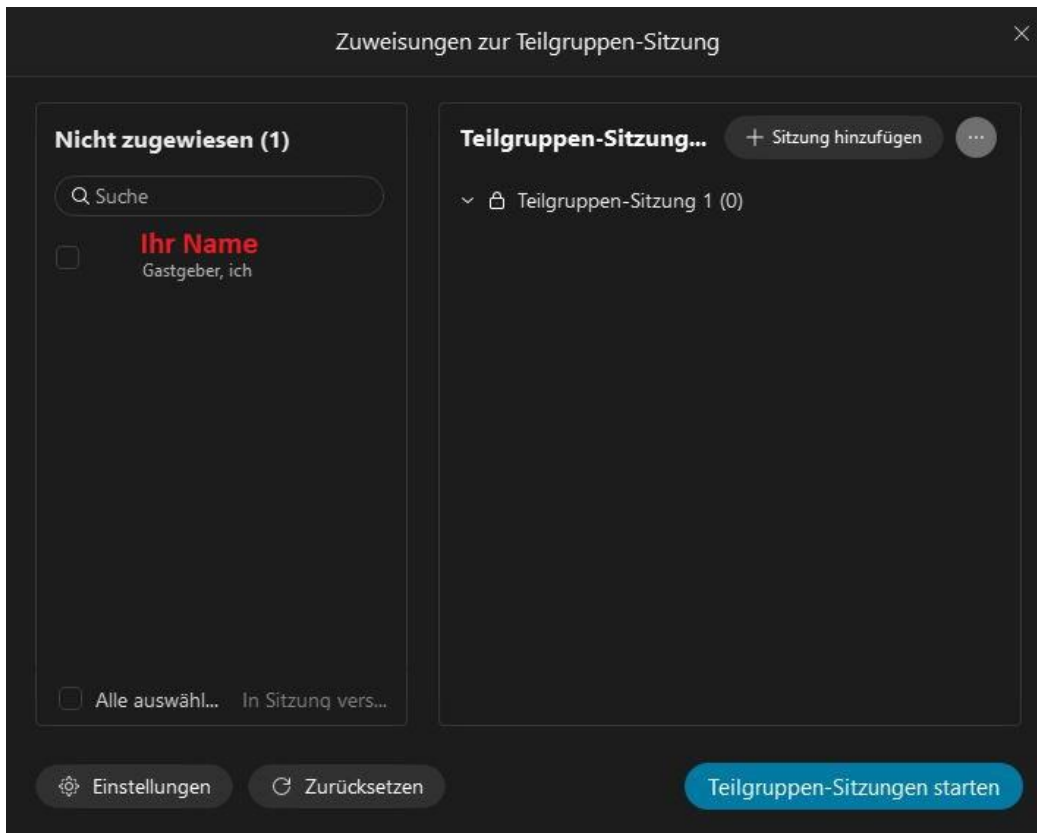 Zuweisungen zur Teilgruppen-Sitzung
Nicht zugewiesen (1)
Suche
Ihr Name
Gastgeber, ich
Alle auswähl... In Sitzung vers...
Teilgruppen-Sitzung... + Sitzung hinzufügen ...
Teilgruppen-Sitzung 1 (0)
Einstellungen Zurücksetzen Teilgruppen-Sitzungen starten